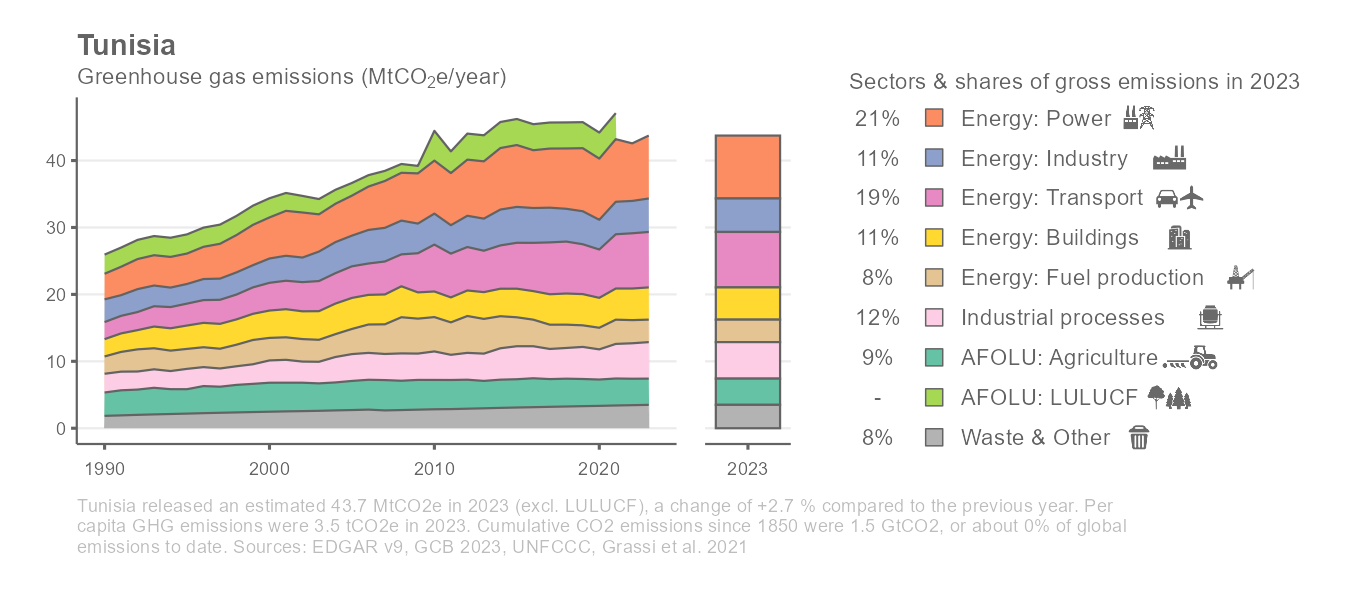 Tunisia
Greenhouse gas emissions (MtCO₂e/year)
Sectors & shares of gross emissions in 2023
21% Energy: Power
11% Energy: Industry
19% Energy: Transport
11% Energy: Buildings
8% Energy: Fuel production
12% Industrial processes
9% AFOLU: Agriculture
- AFOLU: LULUCF
8% Waste & Other
40
30
20
10
0
1990 2000 2010 2020 2023
Tunisia released an estimated 43.7 MtCO2e in 2023 (excl. LULUCF), a change of +2.7 % compared to the previous year. Per
capita GHG emissions were 3.5 tCO2e in 2023. Cumulative CO2 emissions since 1850 were 1.5 GtCO2, or about 0% of global
emissions to date. Sources: EDGAR v9, GCB 2023, UNFCCC, Grassi et al. 2021